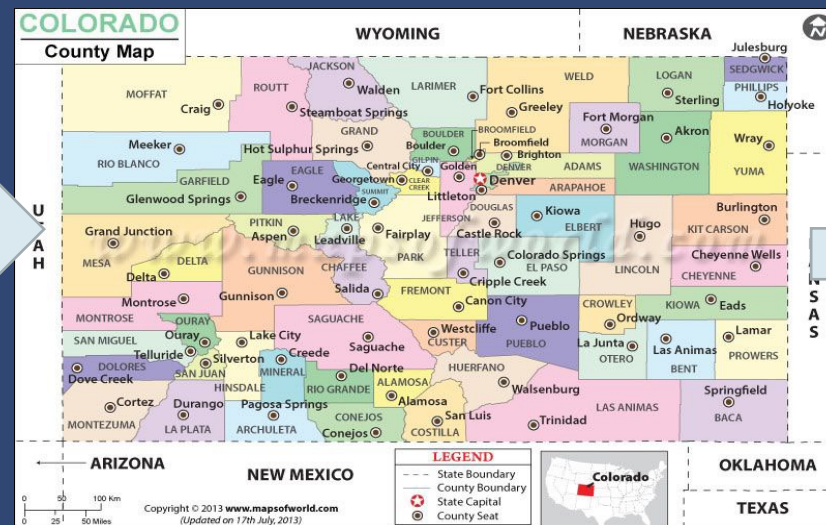 COLORADO
County Map
WYOMING
NEBRASKA
Julesburg
JACKSON
SEDGWICK
MOFFAT
ROUTT
Walden
LARIMER
WELD
LOGAN
PHILLIPS
Craig
Steamboat Springs
Fort Collins
Greeley
Sterling
Holyoke
GRAND
Fort Morgan
MORGAN
Meeker
Hot Sulphur Springs
BOULDER
Boulder
BROOMFIELD
Broomfield
Akron
Wray
RIO BLANCO
Central City
GILPIN
Golden
Brighton
DENVER
ADAMS
WASHINGTON
YUMA
GARFIELD
EAGLE
Eagle
Georgetown
CLEAR
CREEK
Denver
ARAPAHOE
Glenwood Springs
SUMMIT
Breckenridge
Littleton
DOUGLAS
Kiowa
ELBERT
Burlington
UTAH
Grand Junction
PITKIN
Aspen
LAKE
Leadville
Fairplay
JEFFERSON
Castle Rock
Hugo
KIT CARSON
www.mapsofworld.com
MESA
DELTA
Delta
GUNNISON
CHAFFEE
PARK
TELLER
Colorado Springs
EL PASO
LINCOLN
Cheyenne Wells
CHEYENNE
NSAS
Montrose
Gunnison
Salida
FREMONT
Cripple Creek
Canon City
CROWLEY
Ordway
KIOWA
Eads
MONTROSE
OURAY
Ouray
SAGUACHE
Westcliffe
CUSTER
Pueblo
PUEBLO
SAN MIGUEL
Telluride
Lake City
Silverton
Creede
Saguache
La Junta
OTERO
Las Animas
BENT
Lamar
PROWERS
DOLORES
Dove Creek
SAN JUAN
HINSDALE
MINERAL
Del Norte
RIO GRANDE
ALAMOSA
Alamosa
HUERFANO
Walsenburg
Cortez
MONTEZUMA
Durango
LA PLATA
Pagosa Springs
ARCHULETA
CONEJOS
Conejos
San Luis
COSTILLA
Trinidad
LAS ANIMAS
Springfield
BACA
ARIZONA
NEW MEXICO
OKLAHOMA
TEXAS
LEGEND
State Boundary
County Boundary
State Capital
County Seat
Colorado
0 50 100 Km
0 25 50 Miles
Copyright © 2013 www.mapsofworld.com
(Updated on 17th July, 2013)